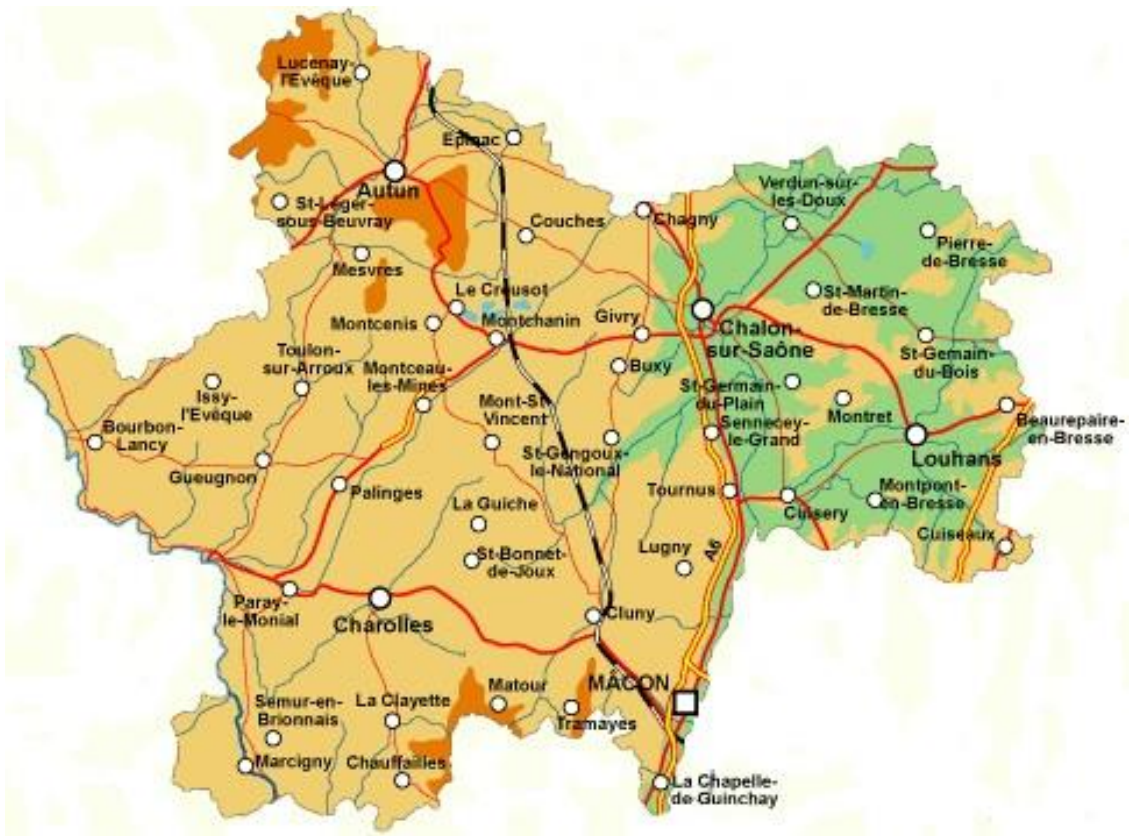 Lucenay-
l'Evêque
Epinac
Autun
St-Léger-
sous-Beuvray
Couches
Chagny
Verdun-sur-
les-Doux
Pierre-
de-Bresse
Mesvres
Le Creusot
Montcenis
Montchanin
Givry
Chalon-
sur-Saône
St-Martin-
de-Bresse
Toulon-
sur-Arroux
Montceau-
les-Mines
Buxy
St-Gemain-
du-Bois
Issy-
l'Evêque
Mont-St-
Vincent
St-Germain-
du-Plain
Montret
Beaurepaire-
en-Bresse
Bourbon-
Lancy
St-Gengoux-
le-National
Sennecey-
le-Grand
Louhans
Gueugnon
Palinges
La Guiche
Tournus
Cuisery
Montpont-
en-Bresse
Cuiseaux
St-Bonnet-
de-Joux
Lugny
A6
Paray-
le-Monial
Charolles
Cluny
MÂCON
Semur-en-
Brionnais
La Clayette
Matour
Tramayes
Marcigny
Chauffailles
La Chapelle-
de-Guinchay